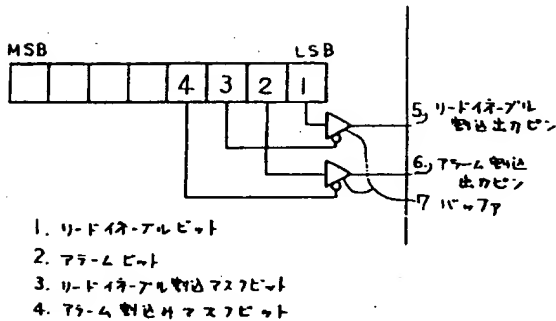 MSB LSB
4 3 2 1
5, リードイネーブル
割込出力ピン
6, アラーム割込
出力ピン
7 バッファ
1. リードイネーブルビット
2. アラームビット
3. リードイネーブル割込マスクビット
4. アラーム割込みマスクビット